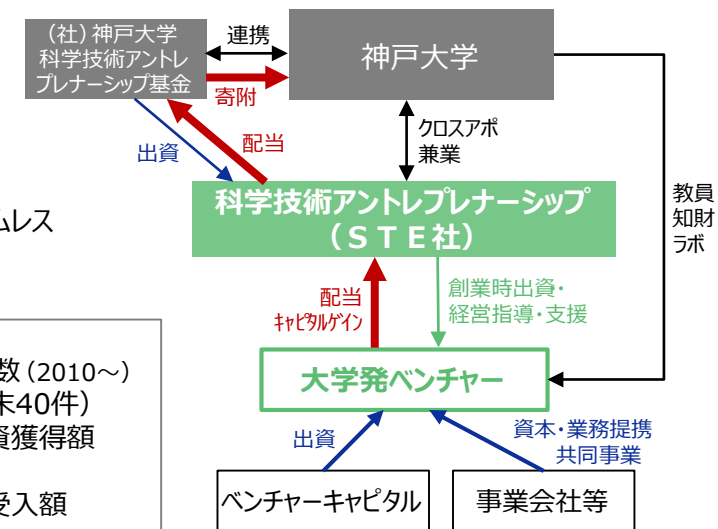 (社)神戸大学
科学技術アントレ
プレナーシップ基金
連携
寄附
神戸大学
出資
配当
クロスアポ
兼業
教員
知財
ラボ
ムレス
科学技術アントレプレナーシップ
(STE社)
配当
ｷｬﾋﾟﾀﾙｹﾞｲﾝ
創業時出資・
経営指導・支援
数(2010～)
末40件)
資獲得額
受入額
大学発ベンチャー
出資
資本・業務提携
共同事業
ベンチャーキャピタル
事業会社等